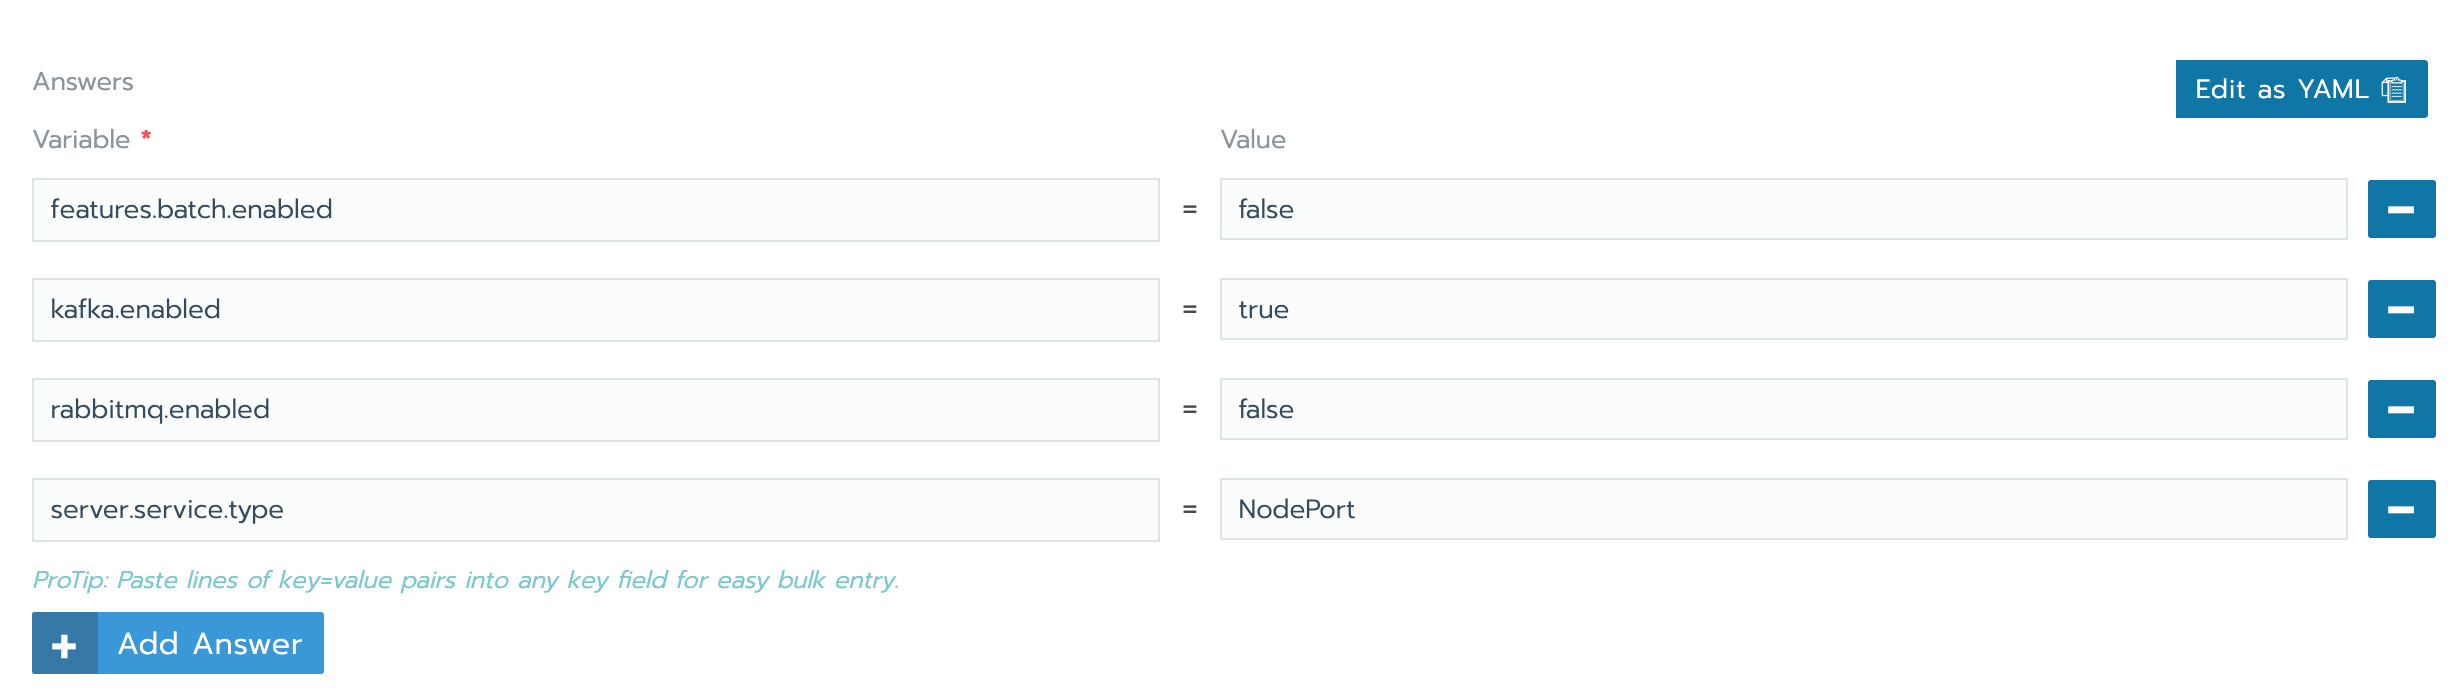 Answers
Edit as YAML
Variable *
Value
features.batch.enabled = false
kafka.enabled = true
rabbitmq.enabled = false
server.service.type = NodePort
ProTip: Paste lines of key=value pairs into any key field for easy bulk entry.
+ Add Answer